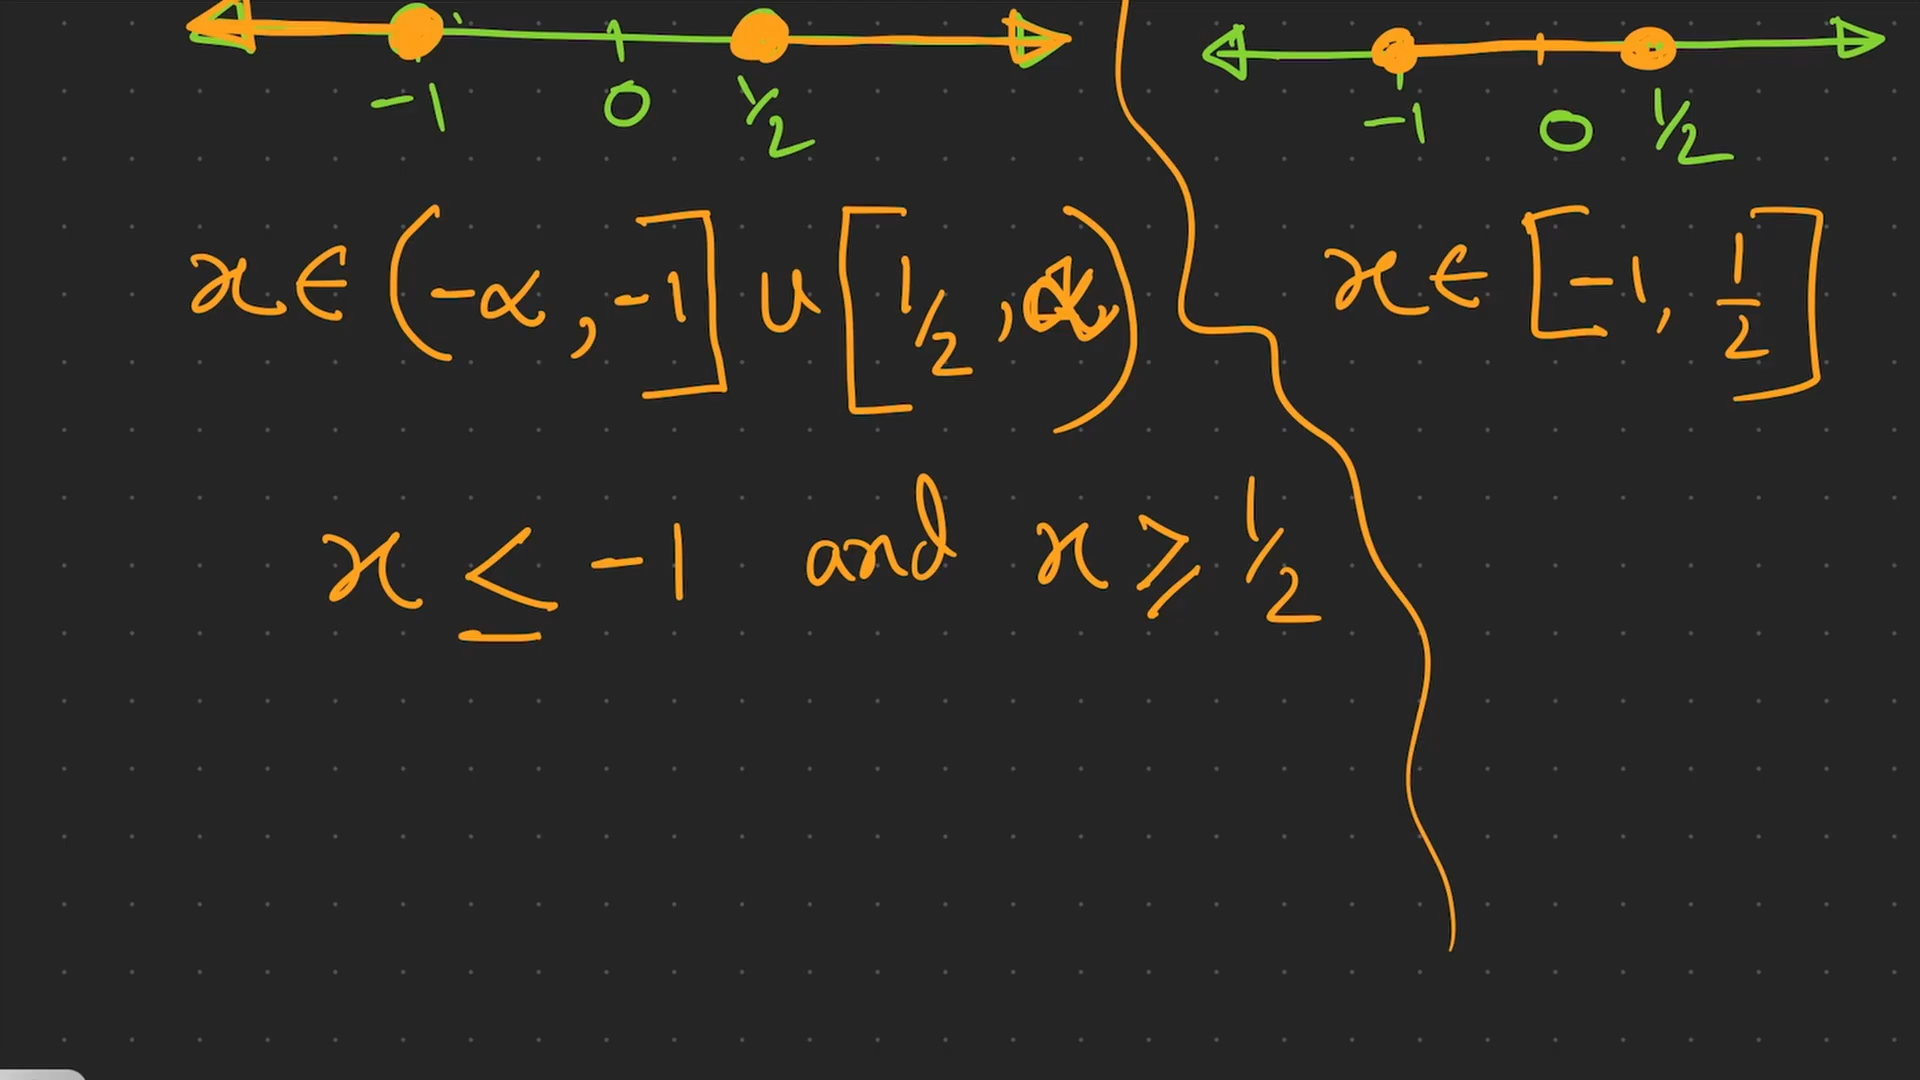 -1 0 1/2
x ∈ (-α, -1] ∪ [1/2, α)
x ≤ -1 and x ≥ 1/2
-1 0 1/2
x ∈ [-1, 1/2]